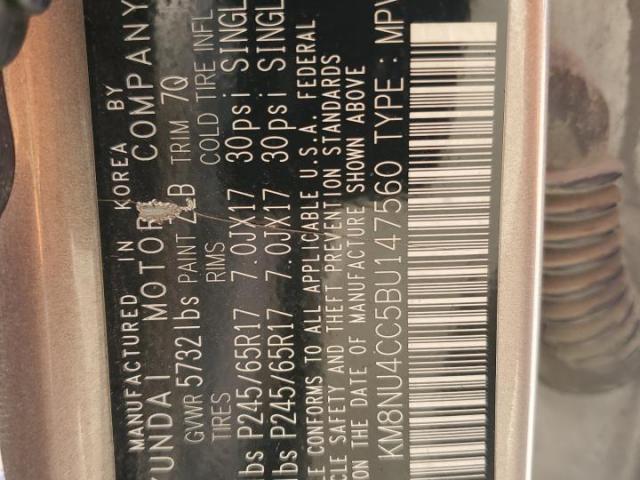 MANUFACTURED IN KOREA BY
YUNDAI MOTOR COMPANY
GVWR 5732lbs PAINT B TRIM 7Q
TIRES RIMS COLD TIRE INFL
lbs P245/65R17 7.0JX17 30psi SINGL
lbs P245/65R17 7.0JX17 30psi SINGL
LE CONFORMS TO ALL APPLICABLE U.S.A. FEDERAL
CLE SAFETY AND THEFT PREVENTION STANDARDS
ON THE DATE OF MANUFACTURE SHOWN ABOVE
KM8NU4CC5BU147560 TYPE : MPV